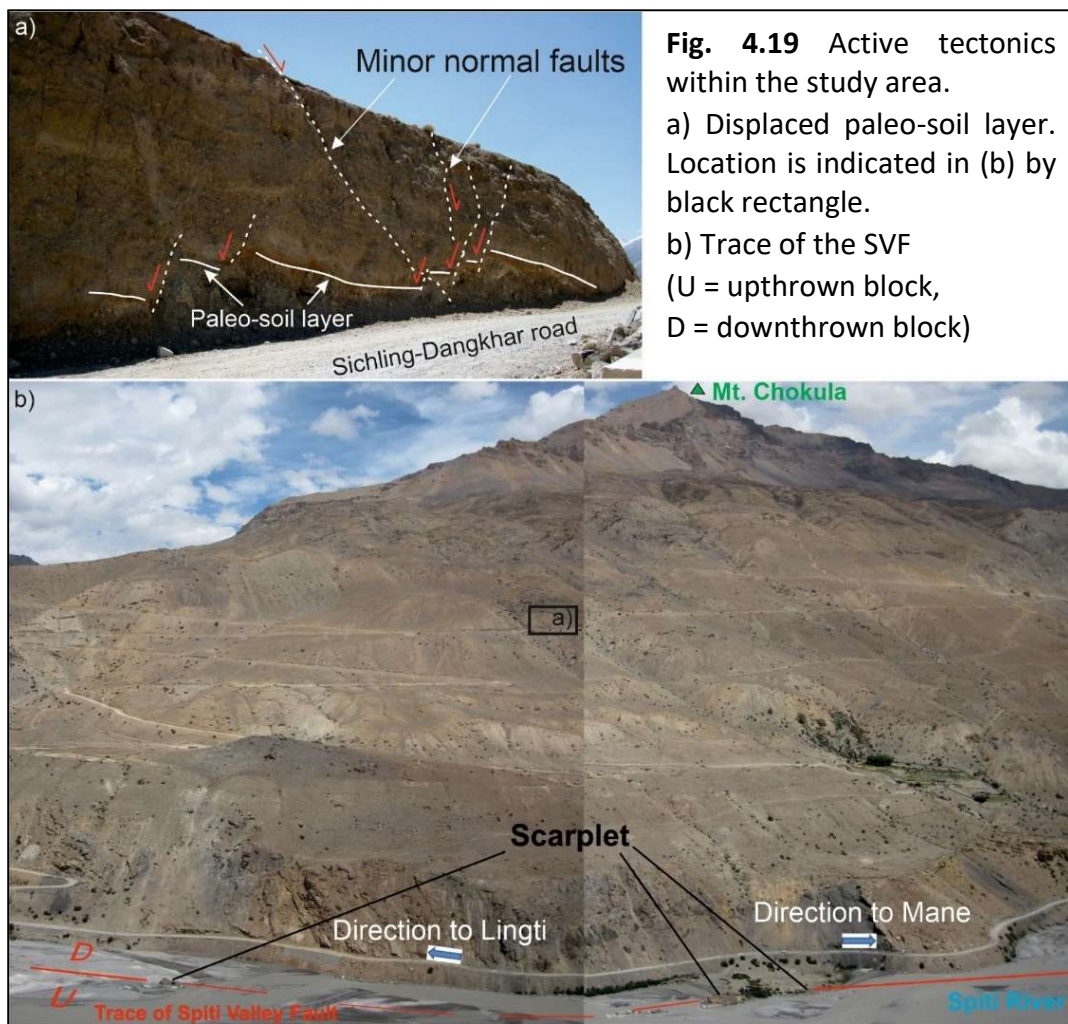 a)
Minor normal faults
Paleo-soil layer
Sichling-Dangkhar road
Fig. 4.19 Active tectonics
within the study area.
a) Displaced paleo-soil layer.
Location is indicated in (b) by
black rectangle.
b) Trace of the SVF
(U = upthrown block,
D = downthrown block)
b)
Mt. Chokula
a)
Scarplet
Direction to Lingti
Direction to Mane
D
U
Trace of Spiti Valley Fault
Spiti River